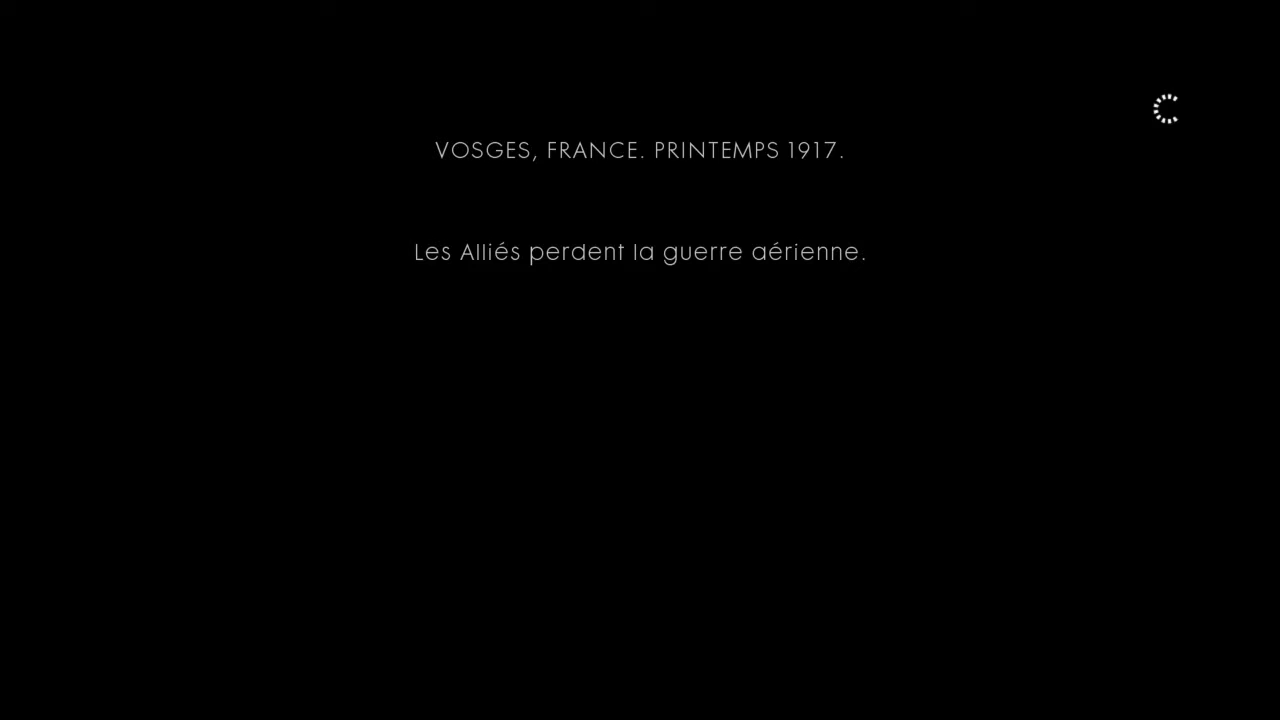 VOSGES, FRANCE. PRINTEMPS 1917.
Les Alliés perdent la guerre aérienne.